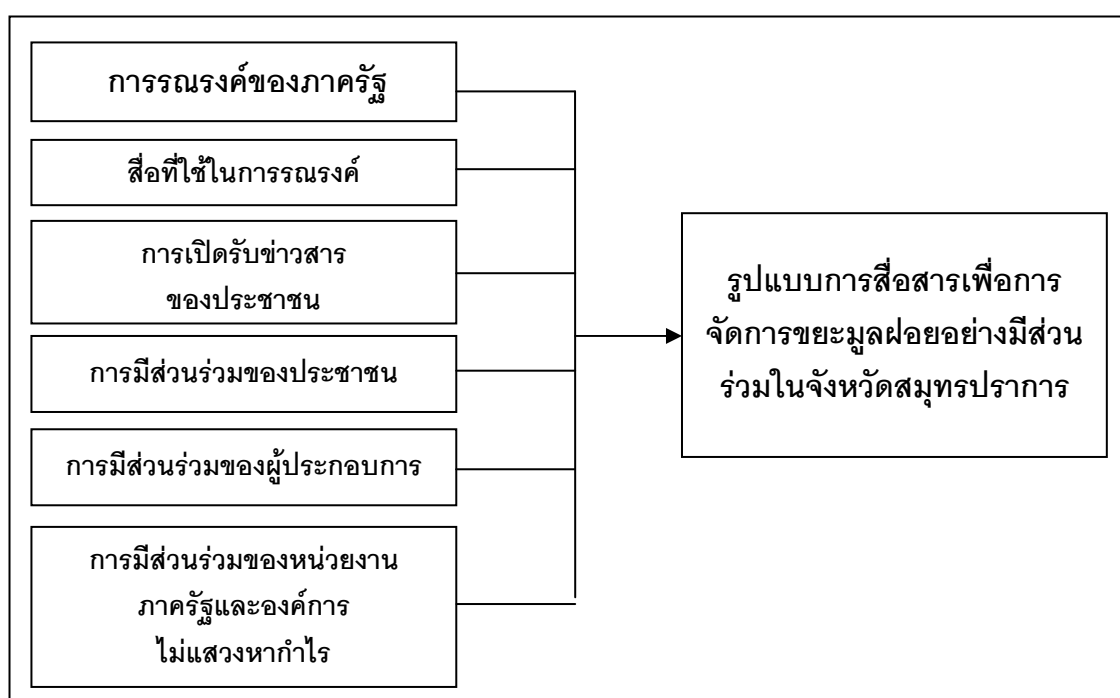 การรณรงค์ของภาครัฐ
สื่อที่ใช้ในการรณรงค์
การเปิดรับข่าวสาร
ของประชาชน
การมีส่วนร่วมของประชาชน
การมีส่วนร่วมของผู้ประกอบการ
การมีส่วนร่วมของหน่วยงาน
ภาครัฐและองค์การ
ไม่แสวงหากำไร
รูปแบบการสื่อสารเพื่อการ
จัดการขยะมูลฝอยอย่างมีส่วน
ร่วมในจังหวัดสมุทรปราการ